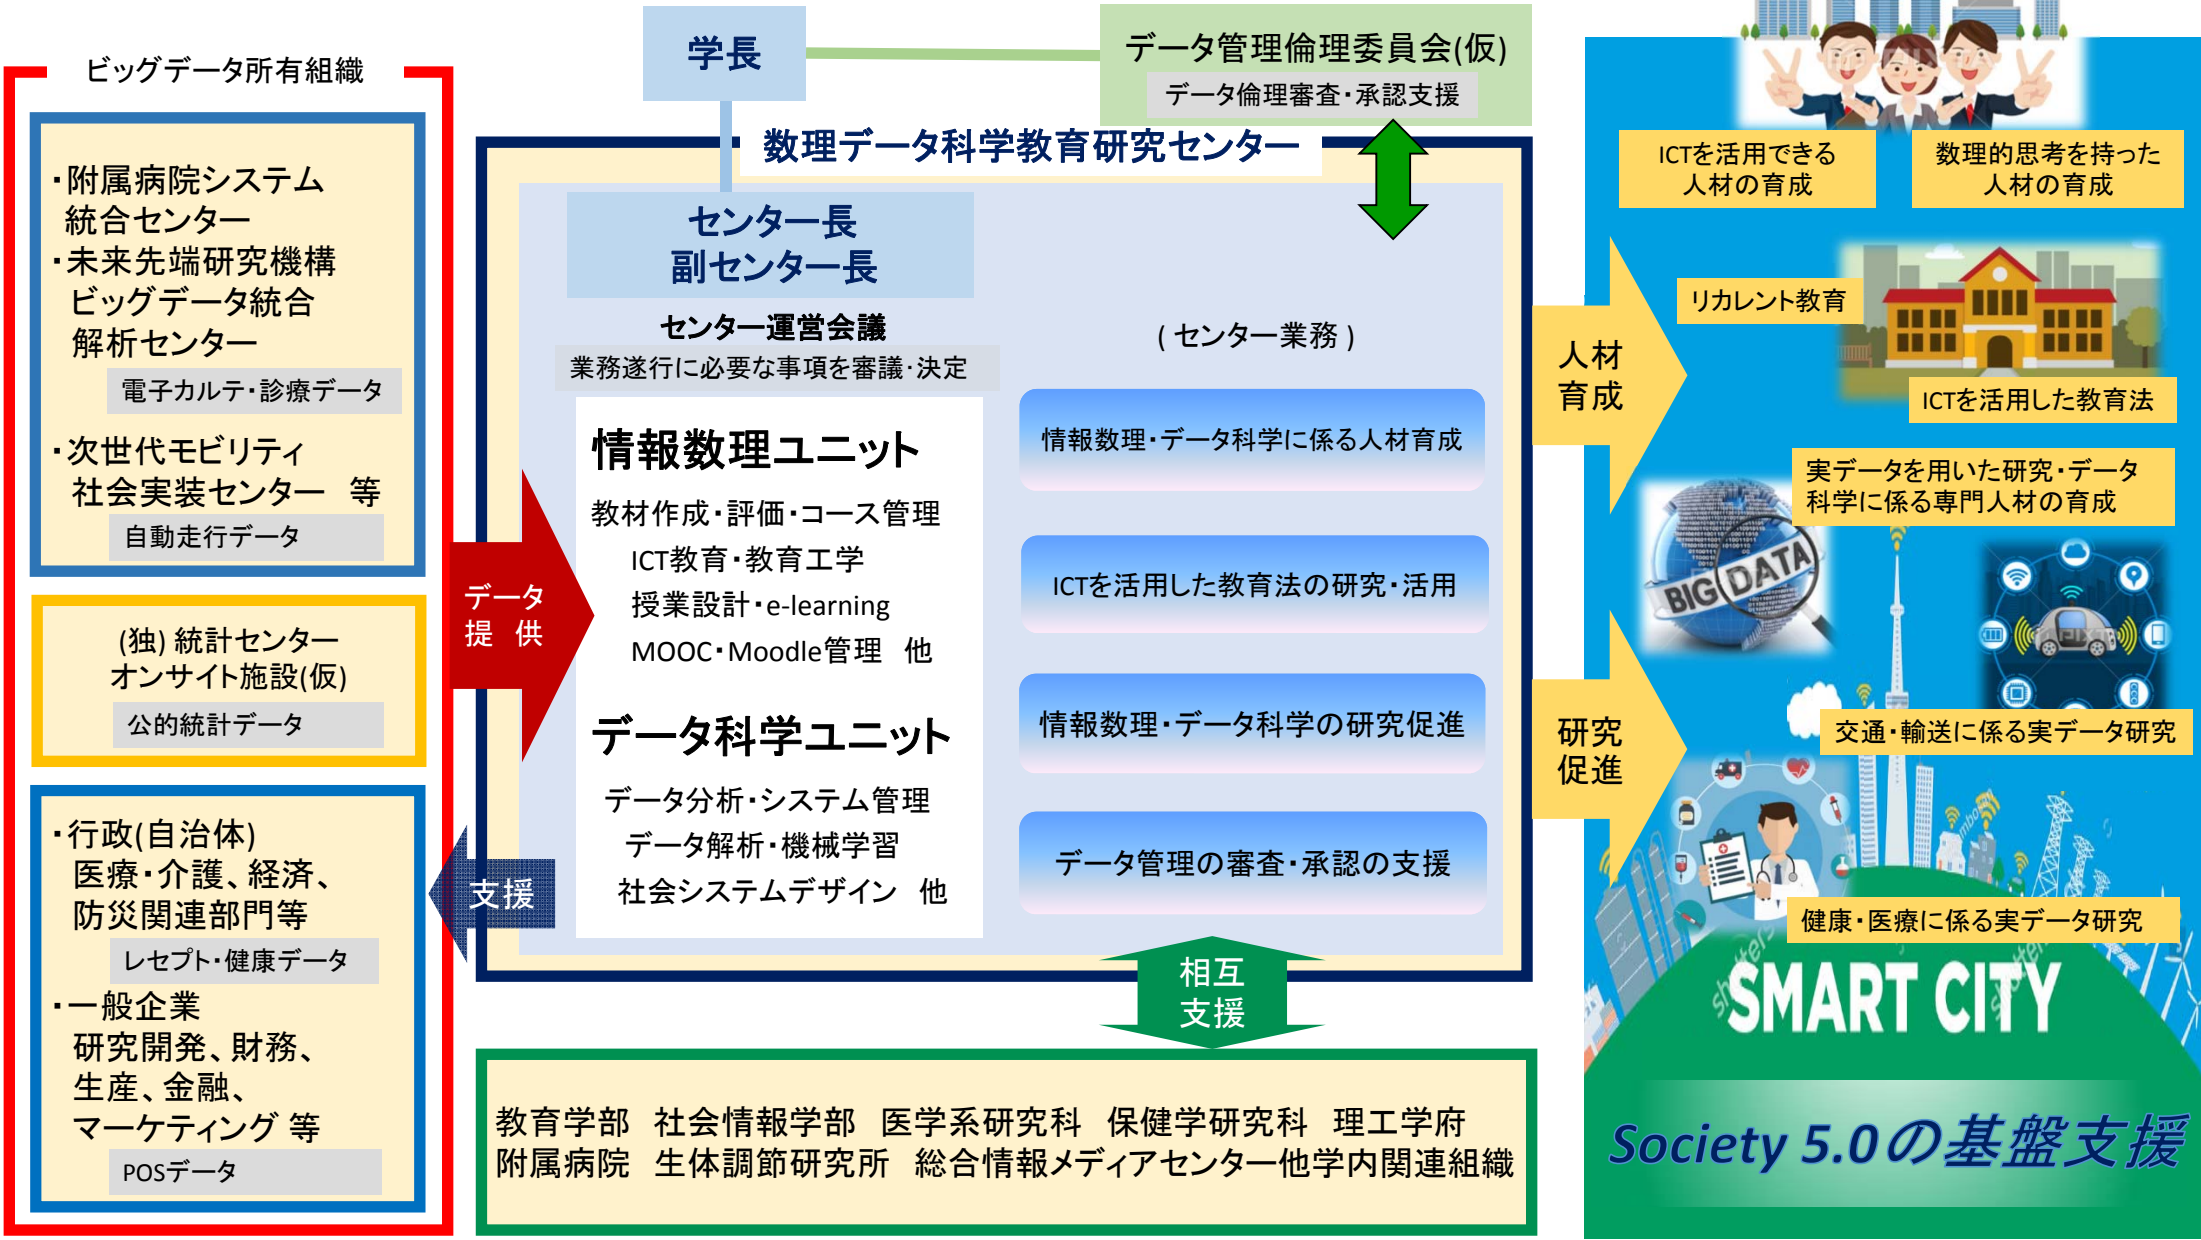 ビッグデータ所有組織
・附属病院システム
統合センター
・未来先端研究機構
ビッグデータ統合
解析センター
電子カルテ・診療データ
・次世代モビリティ
社会実装センター 等
自動走行データ
(独) 統計センター
オンサイト施設(仮)
公的統計データ
・行政(自治体)
医療・介護、経済、
防災関連部門等
レセプト・健康データ
・一般企業
研究開発、財務、
生産、金融、
マーケティング 等
POSデータ
データ
提 供
支援
学長
データ管理倫理委員会(仮)
データ倫理審査・承認支援
数理データ科学教育研究センター
センター長
副センター長
センター運営会議
業務遂行に必要な事項を審議・決定
情報数理ユニット
教材作成・評価・コース管理
ICT教育・教育工学
授業設計・e-learning
MOOC・Moodle管理 他
データ科学ユニット
データ分析・システム管理
データ解析・機械学習
社会システムデザイン 他
( センター業務 )
情報数理・データ科学に係る人材育成
ICTを活用した教育法の研究・活用
情報数理・データ科学の研究促進
データ管理の審査・承認の支援
相互
支援
教育学部 社会情報学部 医学系研究科 保健学研究科 理工学府
附属病院 生体調節研究所 総合情報メディアセンター他学内関連組織
人材
育成
研究
促進
ICTを活用できる
人材の育成
数理的思考を持った
人材の育成
リカレント教育
ICTを活用した教育法
実データを用いた研究・データ
科学に係る専門人材の育成
BIG DATA
交通・輸送に係る実データ研究
健康・医療に係る実データ研究
SMART CITY
Society 5.0の基盤支援